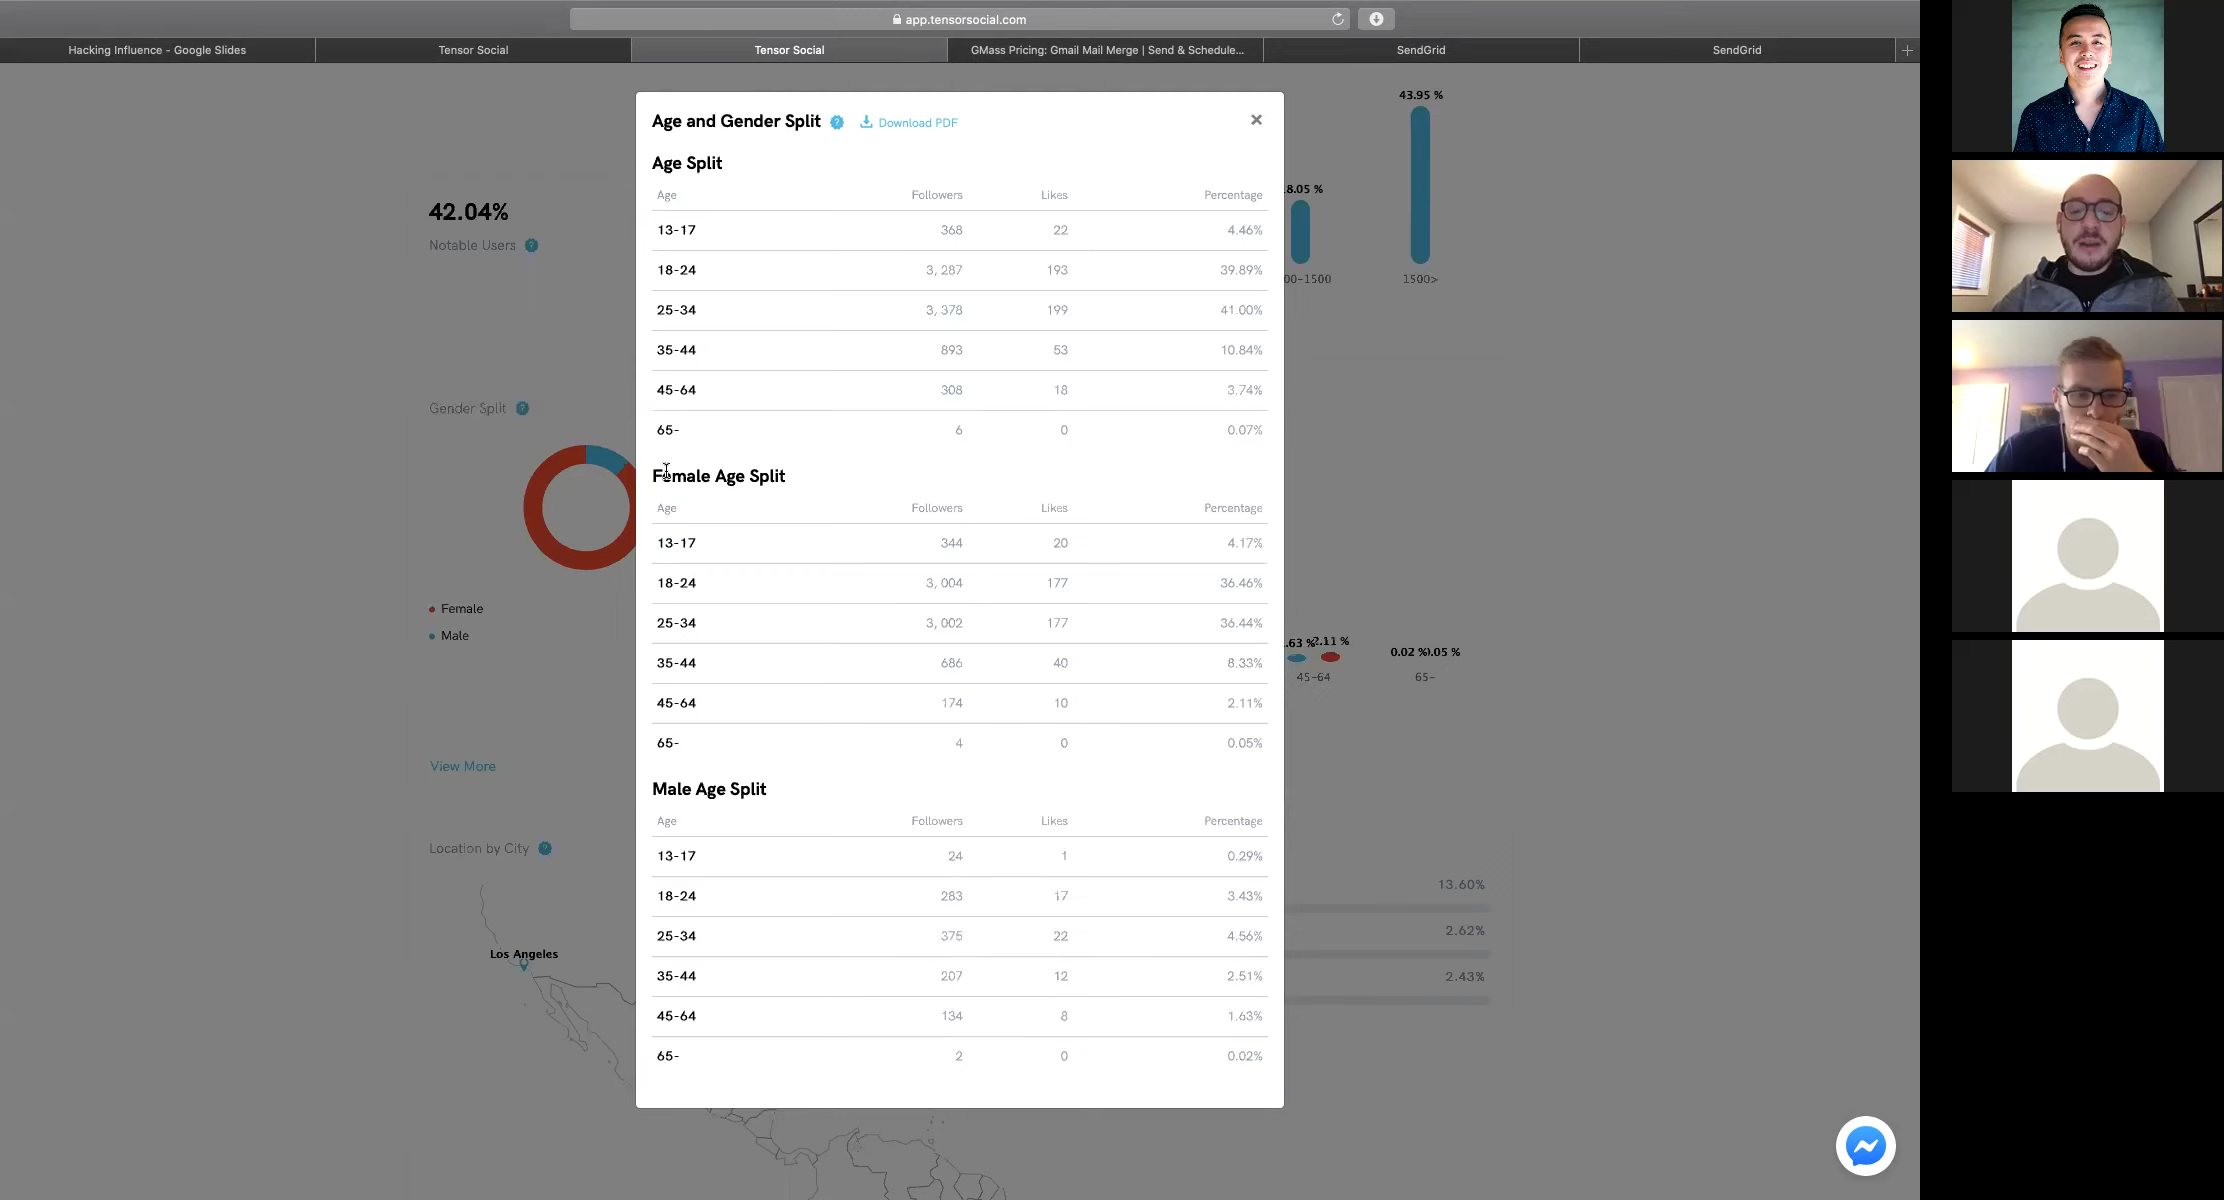 app.tensorsocial.com
Hacking Influence - Google Slides
Tensor Social
Tensor Social
GMass Pricing: Gmail Mail Merge | Send & Schedule...
SendGrid
SendGrid
Age and Gender Split ? Download PDF
Age Split
Age Followers Likes Percentage
13-17 368 22 4.46%
18-24 3,287 193 39.89%
25-34 3,378 199 41.00%
35-44 893 53 10.84%
45-64 308 18 3.74%
65- 6 0 0.07%
Female Age Split
Age Followers Likes Percentage
13-17 344 20 4.17%
18-24 3,004 177 36.46%
25-34 3,002 177 36.44%
35-44 686 40 8.33%
45-64 174 10 2.11%
65- 4 0 0.05%
Male Age Split
Age Followers Likes Percentage
13-17 24 1 0.29%
18-24 283 17 3.43%
25-34 375 22 4.56%
35-44 207 12 2.51%
45-64 134 8 1.63%
65- 2 0 0.02%
42.04%
Notable Users ?
Gender Split ?
Female
Male
View More
Location by City ?
Los Angeles
8.05 %
43.95 %
00-1500
1500>
.63 %
2.11 %
0.02 %
.05 %
45-64
65-
13.60%
2.62%
2.43%